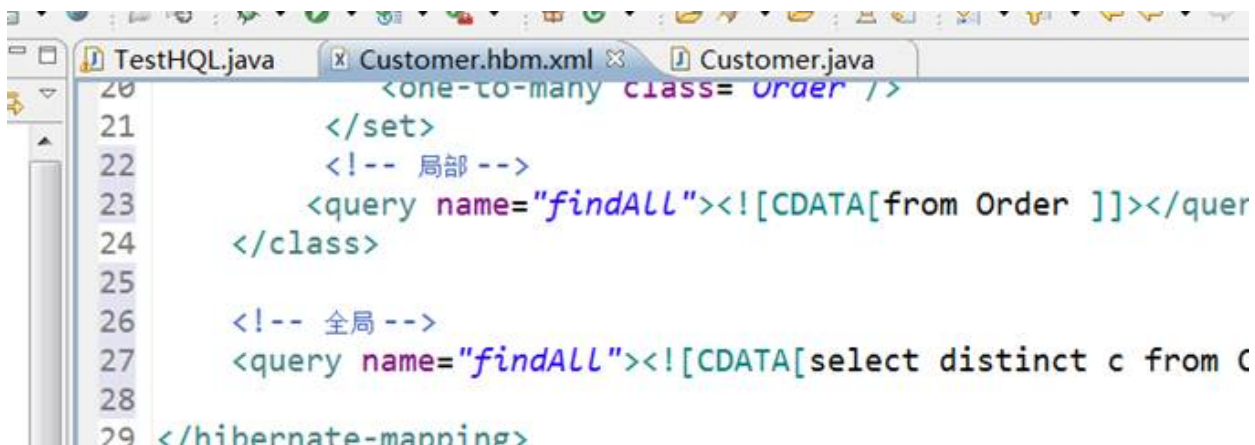 TestHQL.java Customer.hbm.xml Customer.java
20 <one-to-many class="Order" />
21 </set>
22 <!-- 局部 -->
23 <query name="findAll"><![CDATA[from Order ]]></quer
24 </class>
25
26 <!-- 全局 -->
27 <query name="findAll"><![CDATA[select distinct c from
28
29 </hibernate-mapping>